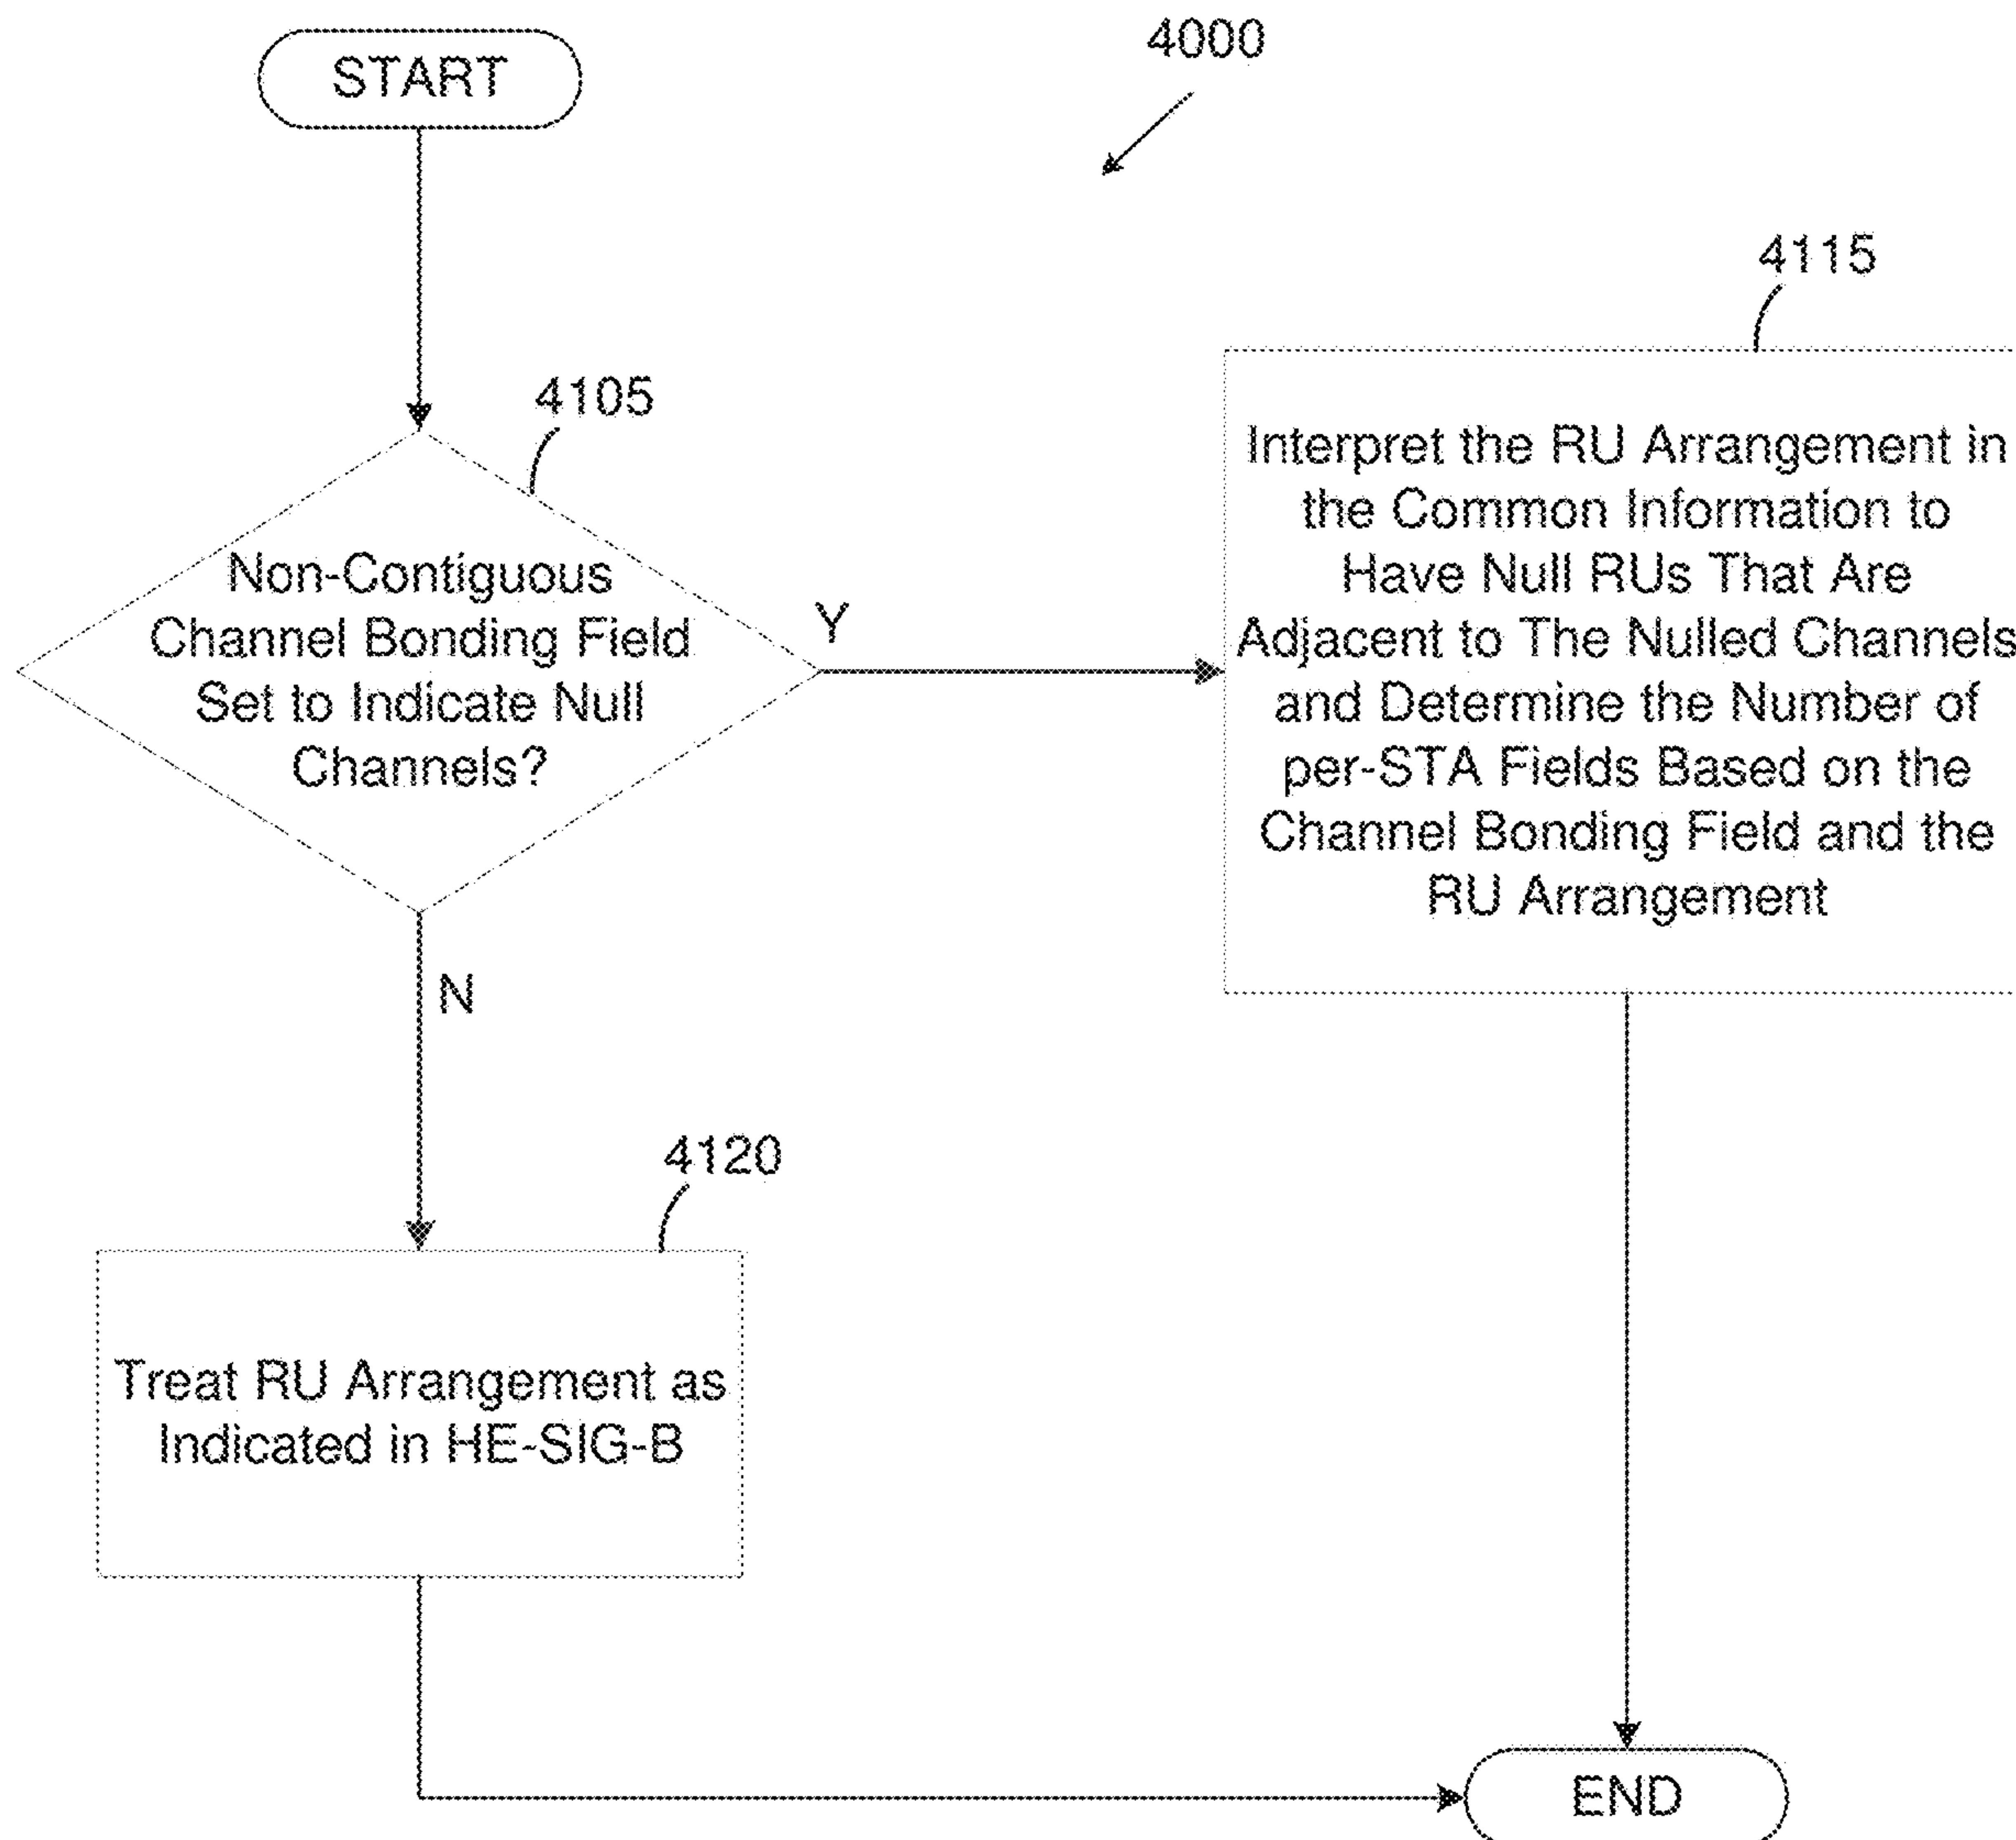 START
4000
4105
Non-Contiguous
Channel Bonding Field
Set to Indicate Null
Channels?
Y
N
4115
Interpret the RU Arrangement in
the Common Information to
Have Null RUs That Are
Adjacent to The Nulled Channels
and Determine the Number of
per-STA Fields Based on the
Channel Bonding Field and the
RU Arrangement
4120
Treat RU Arrangement as
Indicated in HE-SIG-B
END